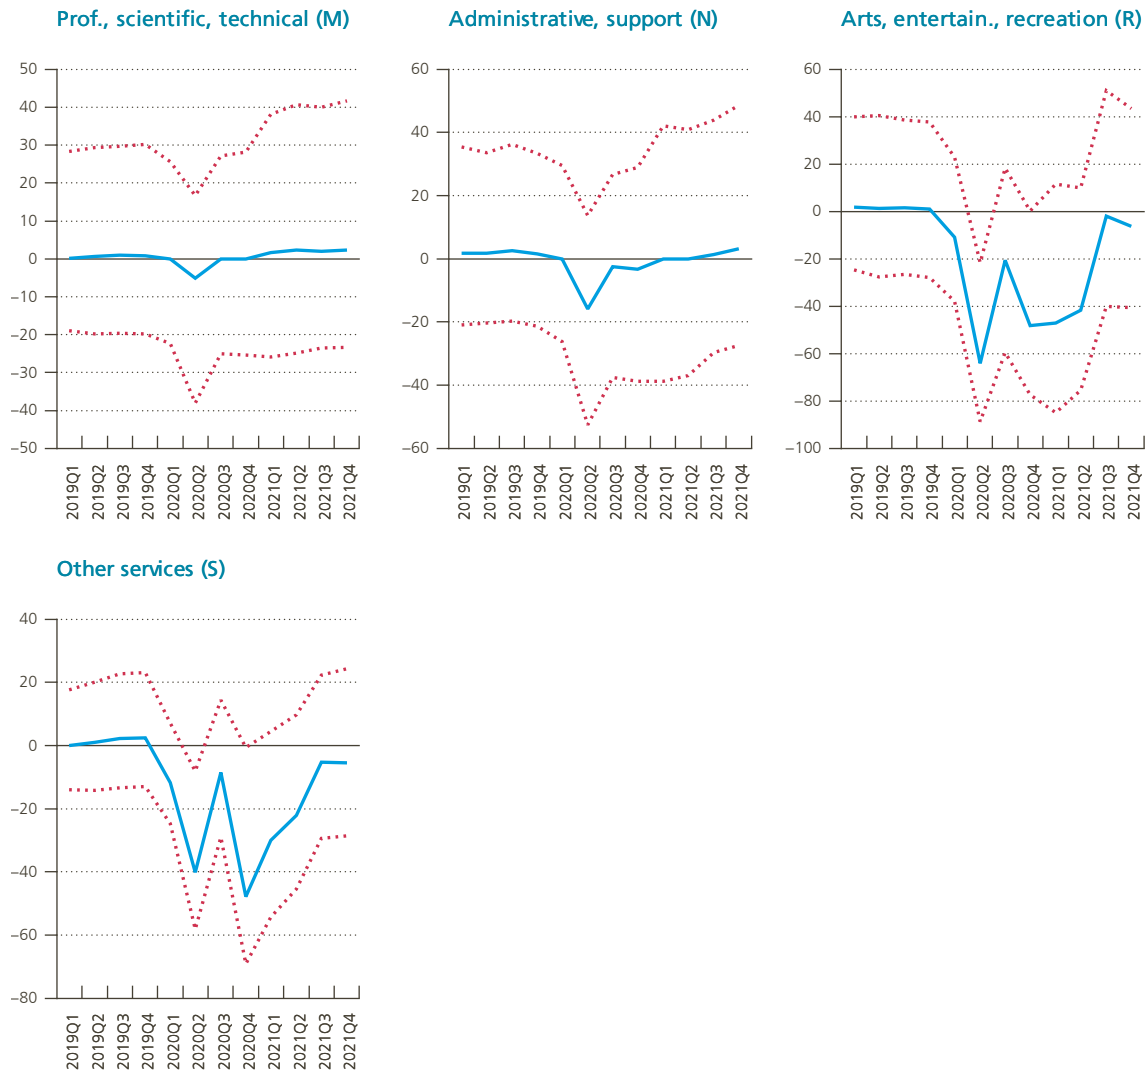 Prof., scientific, technical (M)
50
40
30
20
10
0
–10
–20
–30
–40
–50
2019Q1
2019Q2
2019Q3
2019Q4
2020Q1
2020Q2
2020Q3
2020Q4
2021Q1
2021Q2
2021Q3
2021Q4
Administrative, support (N)
60
40
20
0
–20
–40
–60
2019Q1
2019Q2
2019Q3
2019Q4
2020Q1
2020Q2
2020Q3
2020Q4
2021Q1
2021Q2
2021Q3
2021Q4
Arts, entertain., recreation (R)
60
40
20
0
–20
–40
–60
–80
–100
2019Q1
2019Q2
2019Q3
2019Q4
2020Q1
2020Q2
2020Q3
2020Q4
2021Q1
2021Q2
2021Q3
2021Q4
Other services (S)
40
20
0
–20
–40
–60
–80
2019Q1
2019Q2
2019Q3
2019Q4
2020Q1
2020Q2
2020Q3
2020Q4
2021Q1
2021Q2
2021Q3
2021Q4